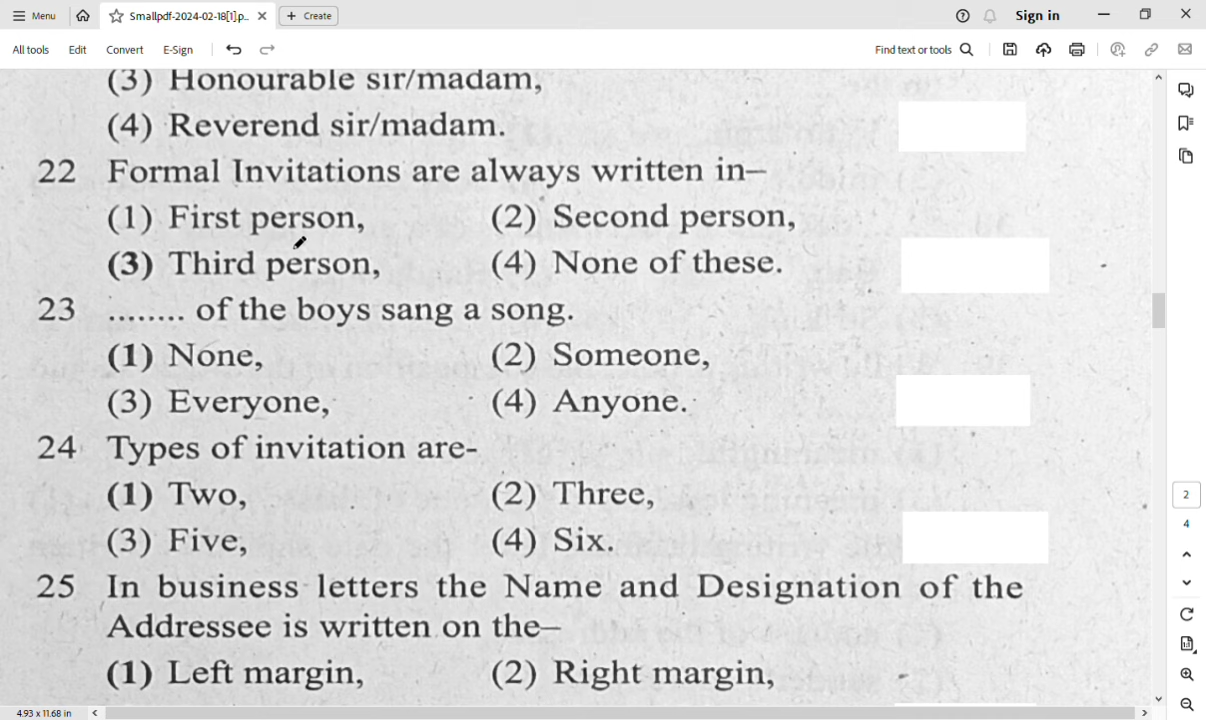 Menu
Smallpdf-2024-02-18[1].p...
+ Create
Sign in
All tools Edit Convert E-Sign
Find text or tools
(3) Honourable sir/madam,
(4) Reverend sir/madam.
22 Formal Invitations are always written in–
(1) First person, (2) Second person,
(3) Third person, (4) None of these.
23 ........ of the boys sang a song.
(1) None, (2) Someone,
(3) Everyone, (4) Anyone.
24 Types of invitation are-
(1) Two, (2) Three,
(3) Five, (4) Six.
25 In business letters the Name and Designation of the
Addressee is written on the–
(1) Left margin, (2) Right margin,
2
4
4.93 x 11.68 in